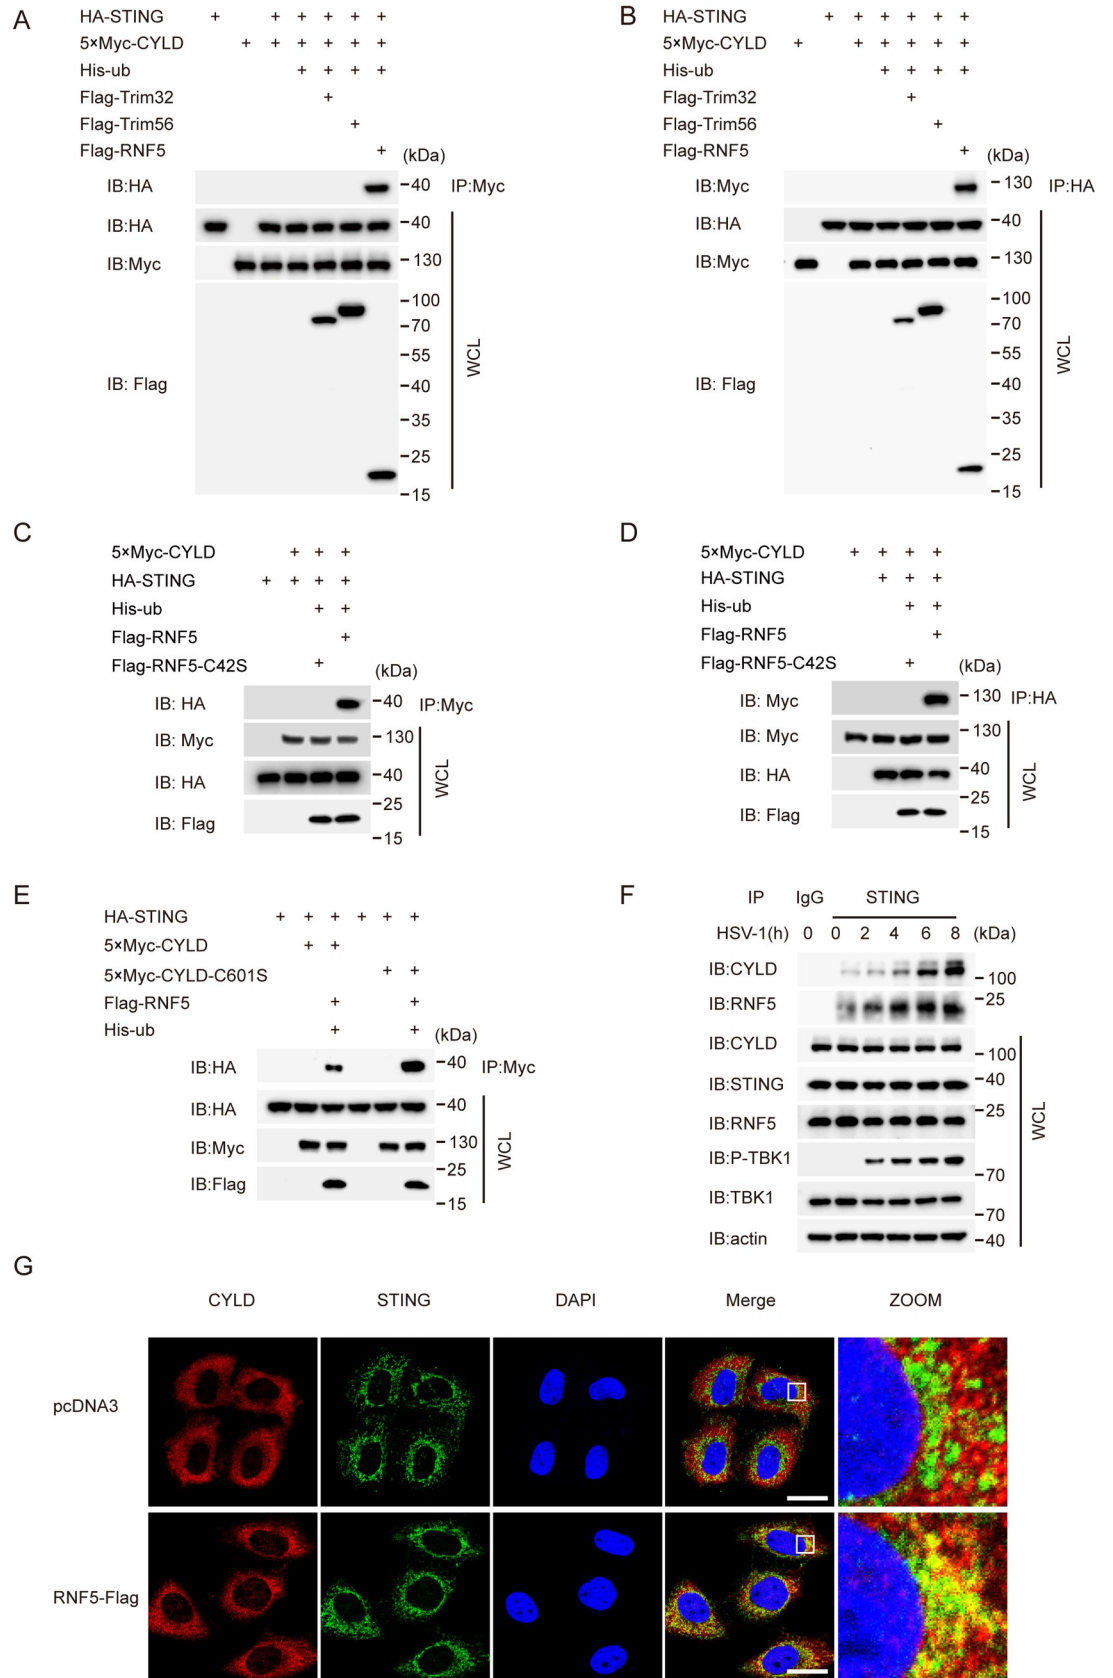 A
HA-STING + + + + + +
5×Myc-CYLD + + + + + +
His-ub + + + +
Flag-Trim32 +
Flag-Trim56 +
Flag-RNF5 + (kDa)
IB:HA 40 IP:Myc
IB:HA 40
IB:Myc 130
IB: Flag
100
70
55
40
35
25
15
WCL
B
HA-STING + + + + + +
5×Myc-CYLD + + + + + +
His-ub + + + +
Flag-Trim32 +
Flag-Trim56 +
Flag-RNF5 + (kDa)
IB:Myc 130 IP:HA
IB:HA 40
IB:Myc 130
IB: Flag
100
70
55
40
35
25
15
WCL
C
5×Myc-CYLD + + +
HA-STING + + + +
His-ub + +
Flag-RNF5 +
Flag-RNF5-C42S + (kDa)
IB: HA 40 IP:Myc
IB: Myc 130
IB: HA 40
IB: Flag 25
15
WCL
D
5×Myc-CYLD + + + +
HA-STING + + +
His-ub + +
Flag-RNF5 +
Flag-RNF5-C42S + (kDa)
IB: Myc 130 IP:HA
IB: Myc 130
IB: HA 40
IB: Flag 25
15
WCL
E
HA-STING + + + + + +
5×Myc-CYLD + +
5×Myc-CYLD-C601S + +
Flag-RNF5 + +
His-ub + + (kDa)
IB:HA 40 IP:Myc
IB:HA 40
IB:Myc 130
IB:Flag 25
15
WCL
F
IP IgG STING
HSV-1(h) 0 0 2 4 6 8 (kDa)
IB:CYLD 100
IB:RNF5 25
IB:CYLD 100
IB:STING 40
IB:RNF5 25
IB:P-TBK1 70
IB:TBK1 70
IB:actin 40
WCL
G
CYLD STING DAPI Merge ZOOM
pcDNA3
RNF5-Flag